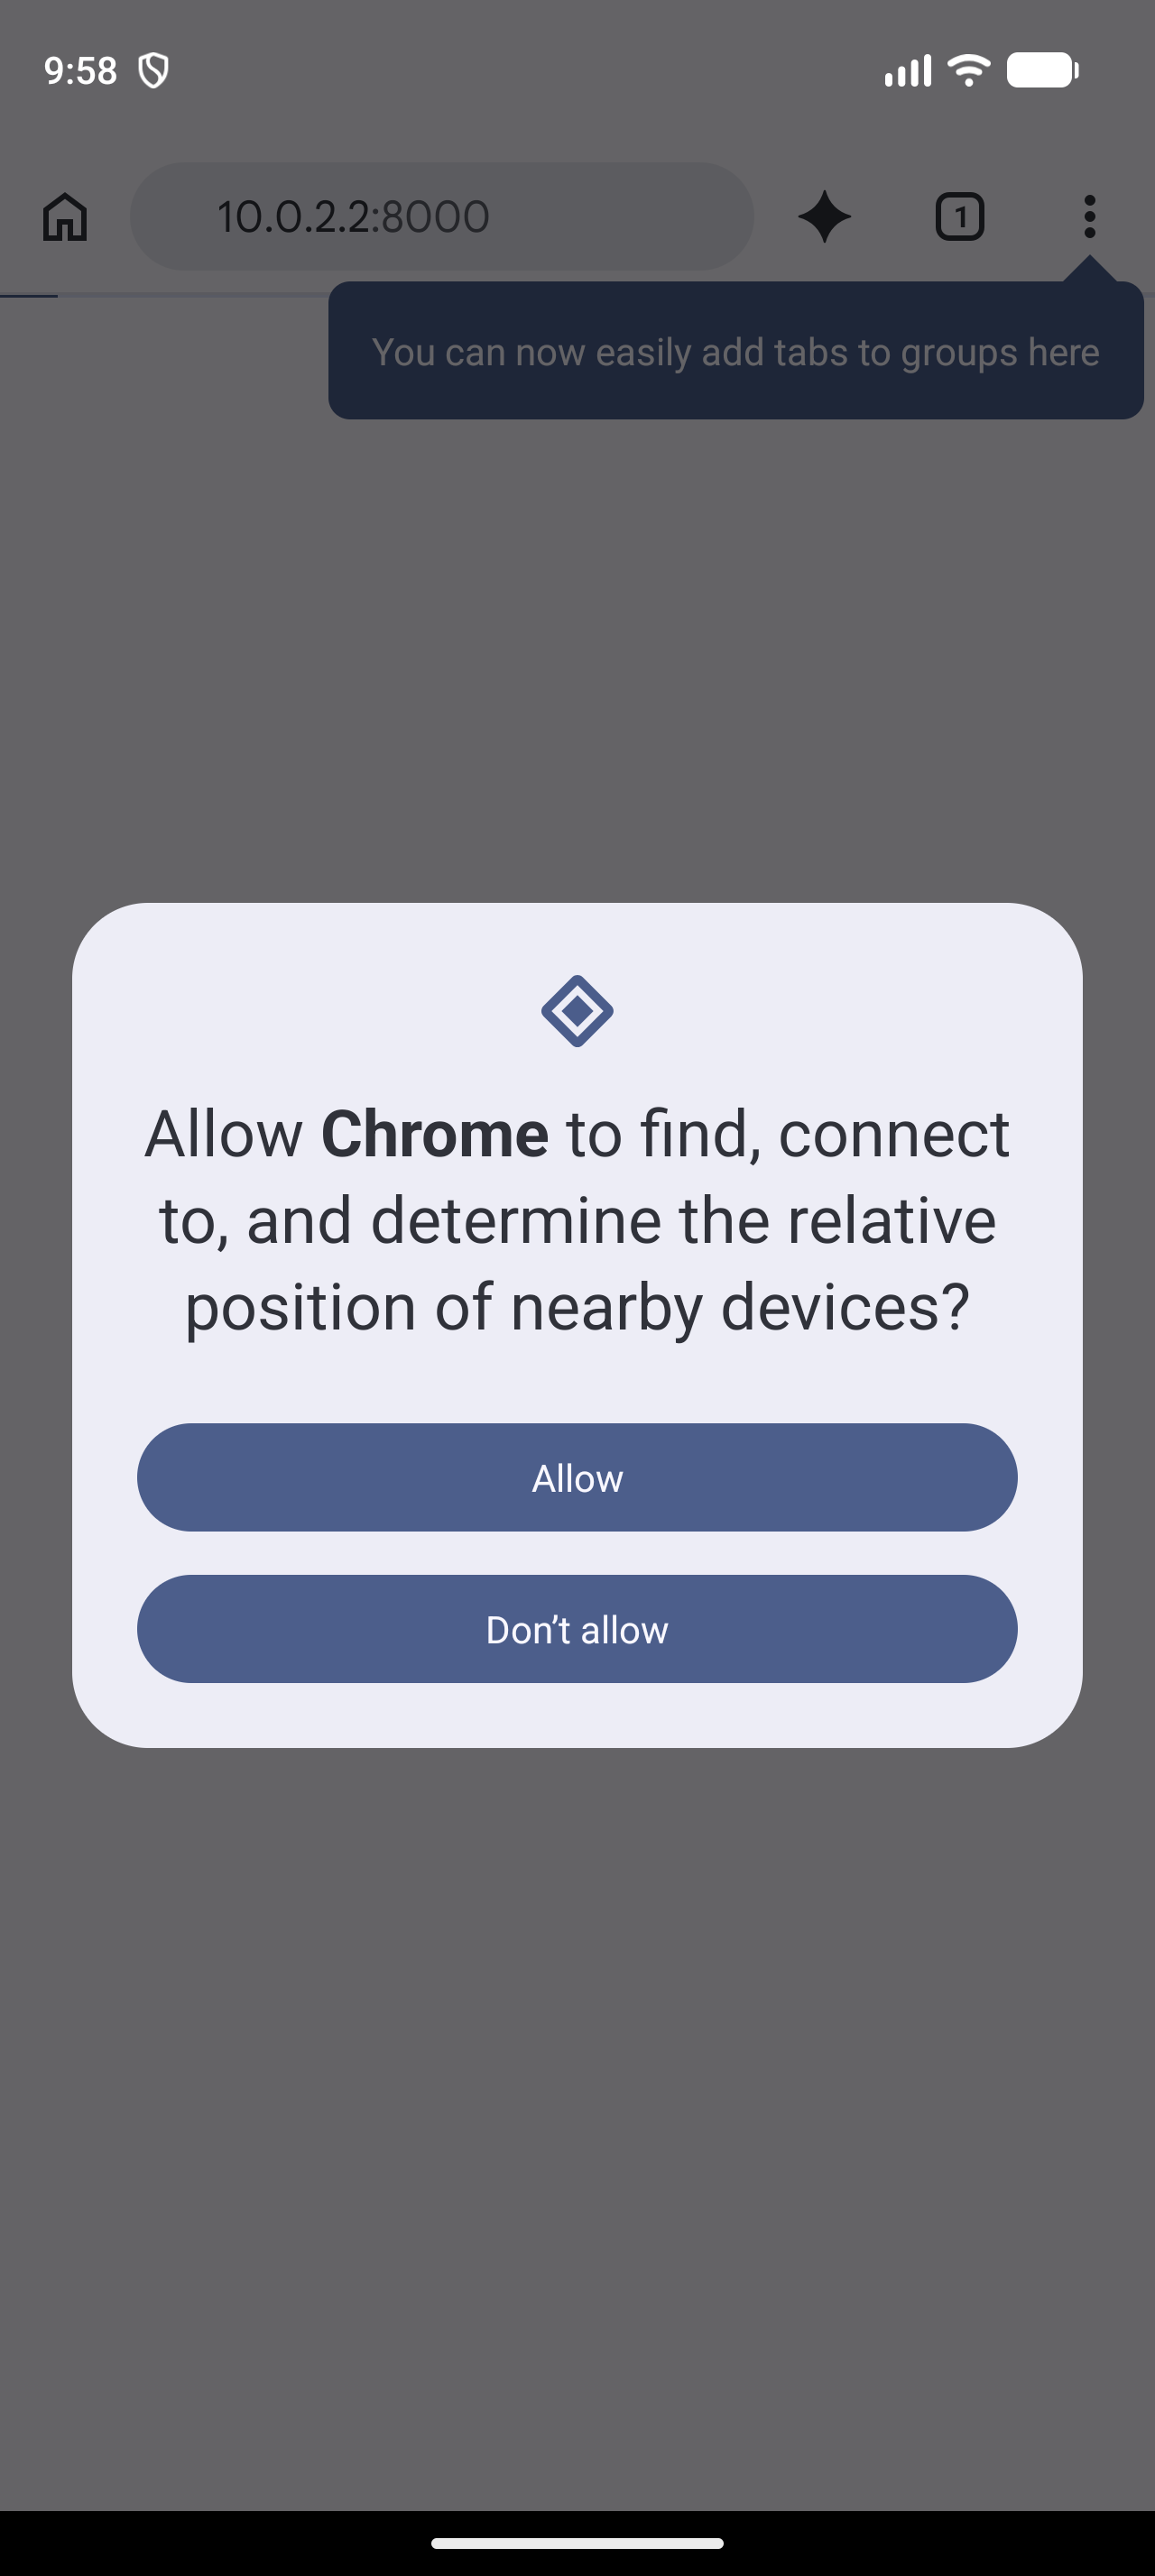 9:58
10.0.2.2:8000
1
You can now easily add tabs to groups here
Allow Chrome to find, connect
to, and determine the relative
position of nearby devices?
Allow
Don’t allow